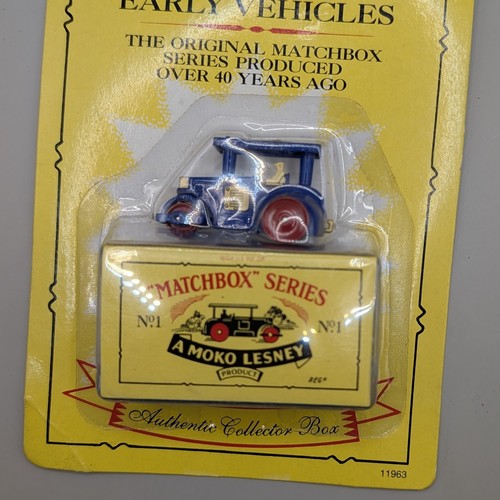 EARLY VEHICLES
THE ORIGINAL MATCHBOX
SERIES PRODUCED
OVER 40 YEARS AGO
"MATCHBOX" SERIES
Nº1 Nº1
A MOKO LESNEY
PRODUCT
REGD
Authentic Collector Box
11963